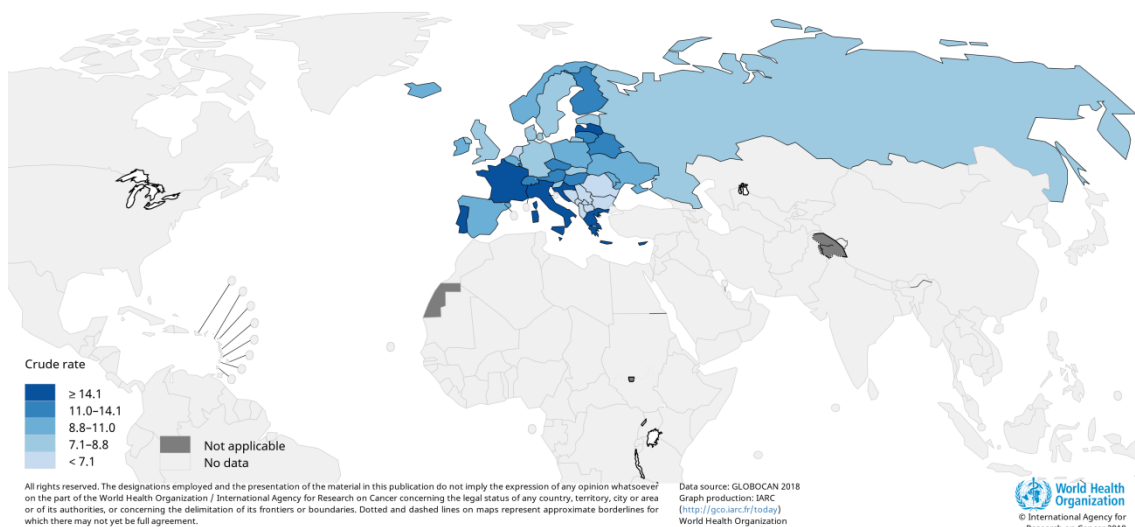 Crude rate
≥ 14.1
11.0–14.1
8.8–11.0
7.1–8.8
< 7.1
Not applicable
No data
All rights reserved. The designations employed and the presentation of the material in this publication do not imply the expression of any opinion whatsoever
on the part of the World Health Organization / International Agency for Research on Cancer concerning the legal status of any country, territory, city or area
or of its authorities, or concerning the delimitation of its frontiers or boundaries. Dotted and dashed lines on maps represent approximate borderlines for
which there may not yet be full agreement.
Data source: GLOBOCAN 2018
Graph production: IARC
(http://gco.iarc.fr/today)
World Health Organization
World Health
Organization
© International Agency for
Research on Cancer 2018